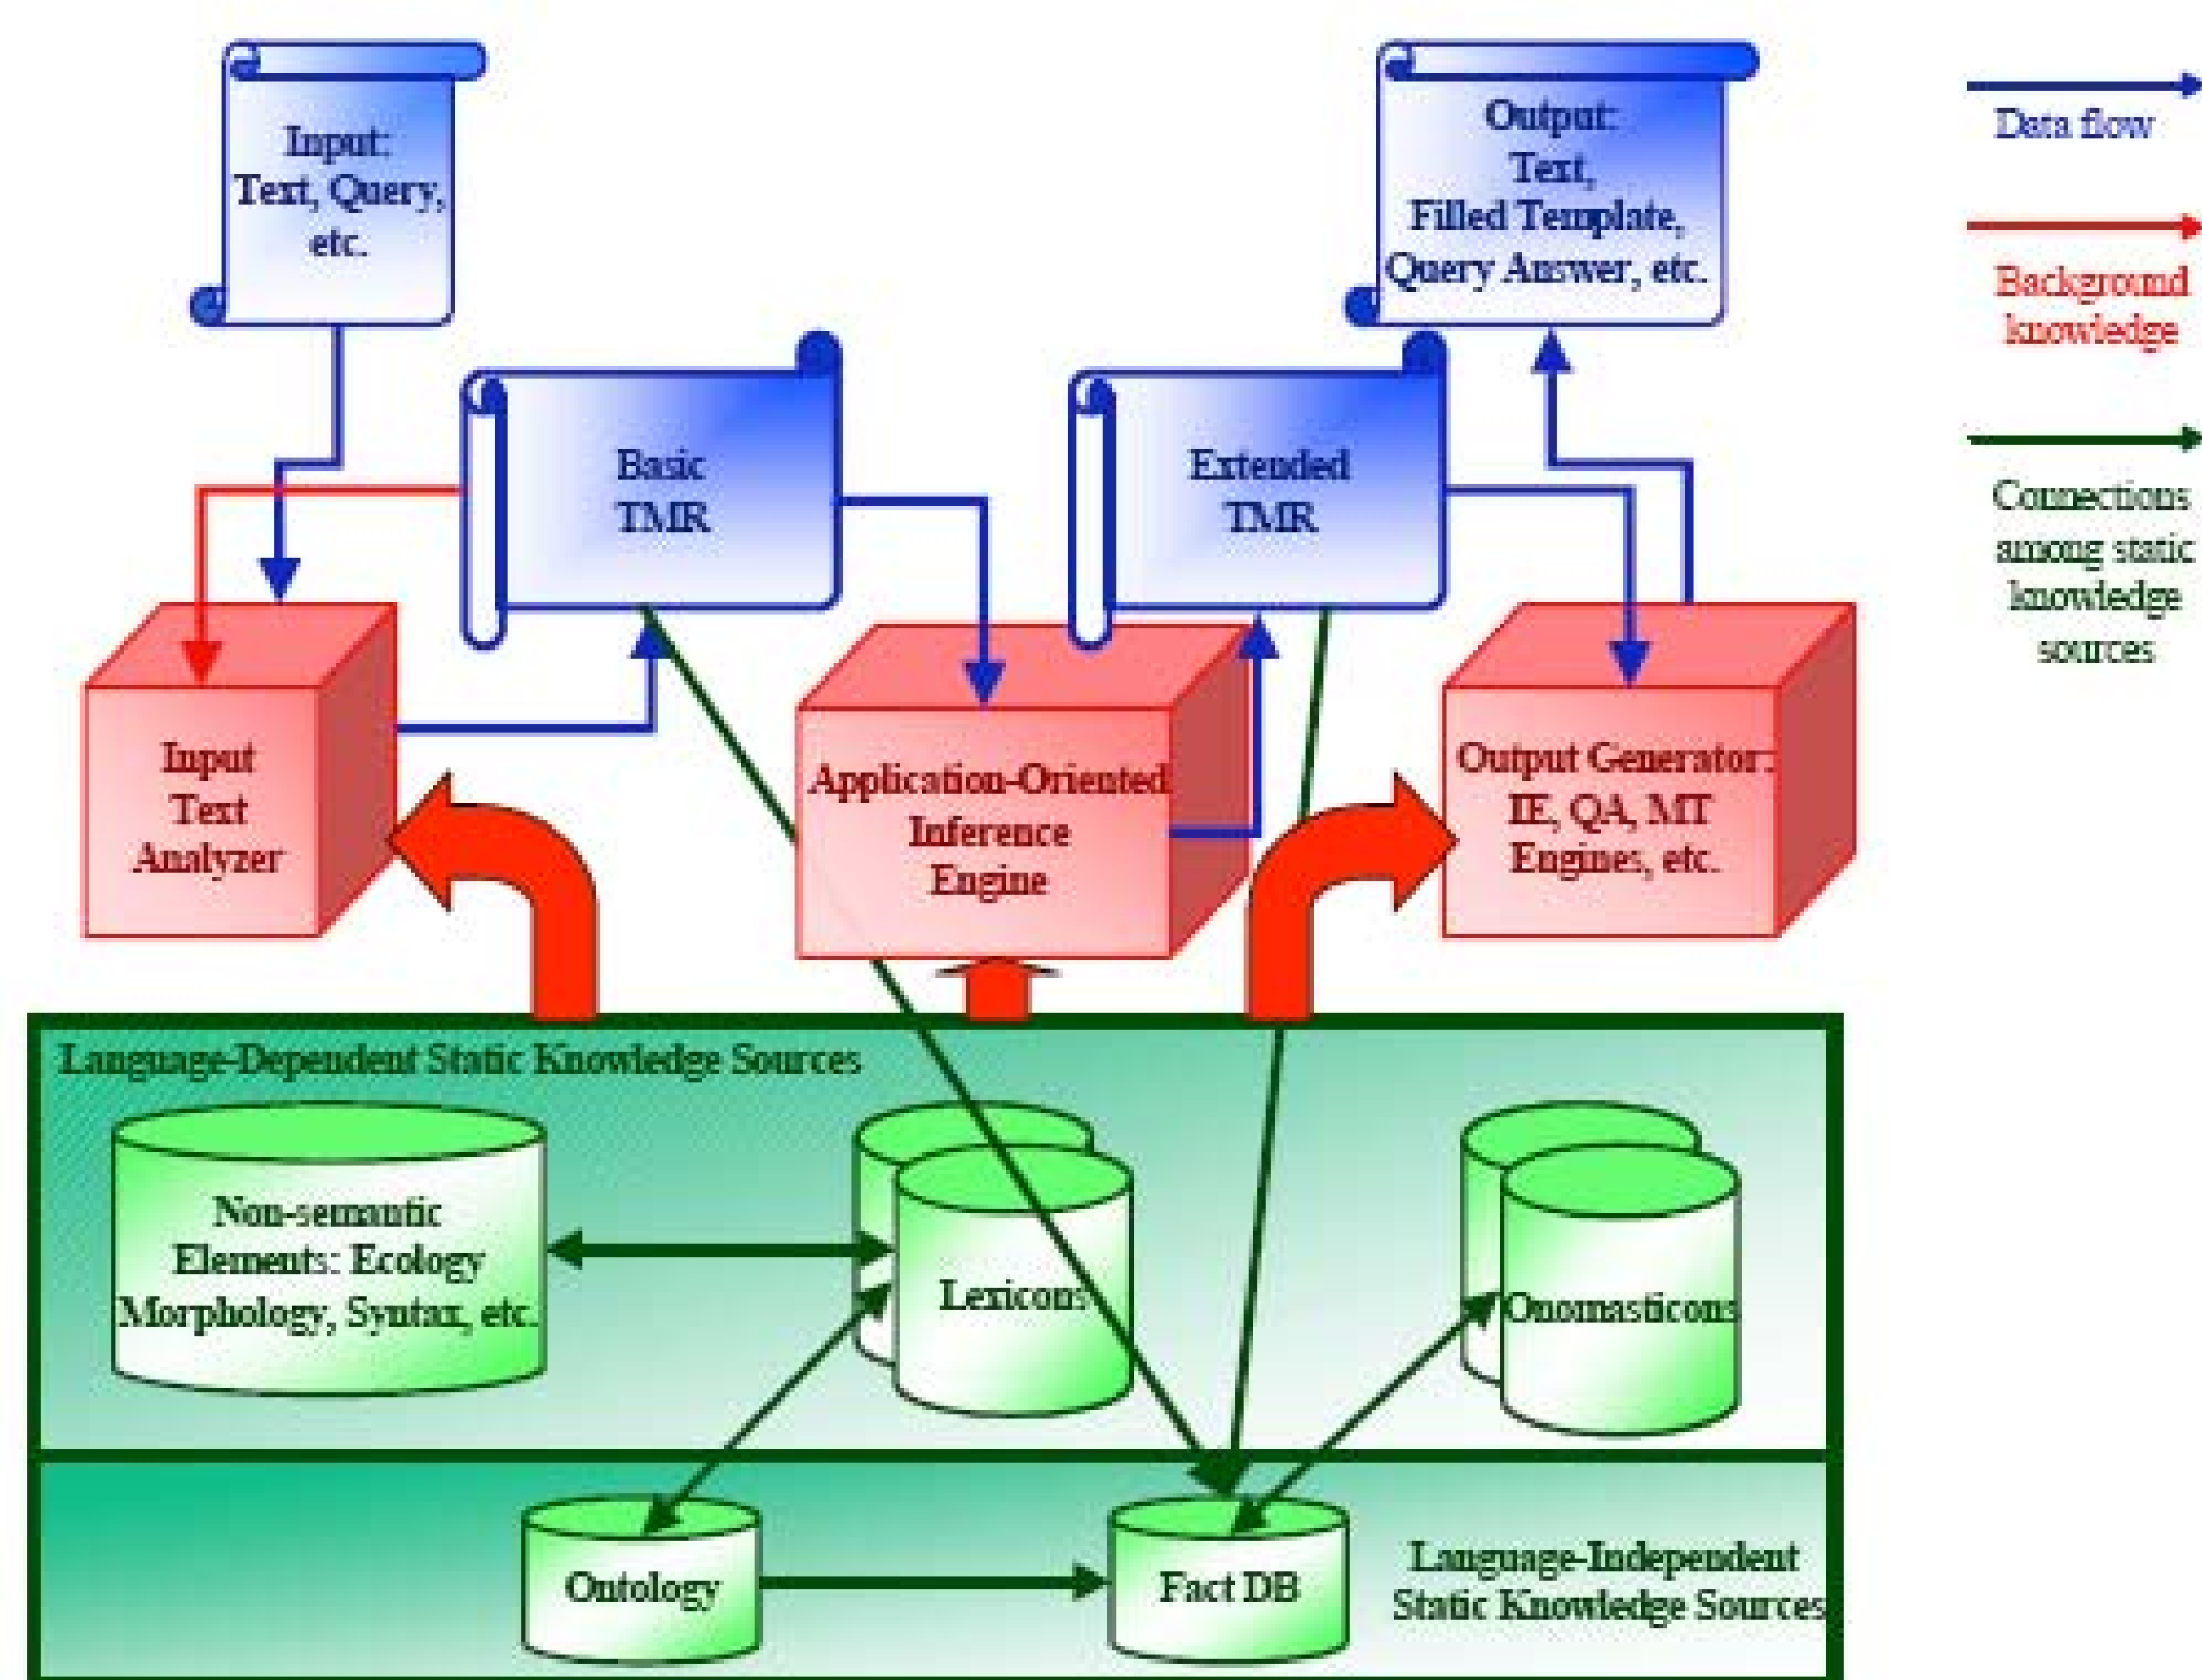 Input:
Text, Query,
etc.
Output:
Text,
Filled Template,
Query Answer, etc.
Data flow
Background
knowledge
Connections
among static
knowledge
sources
Basic
TMR
Extended
TMR
Input
Text
Analyzer
Application-Oriented
Inference
Engine
Output Generator:
IE, QA, MT
Engines, etc.
Language-Dependent Static Knowledge Sources
Non-semantic
Elements: Ecology
Morphology, Syntax, etc.
Lexicons
Onomasticons
Ontology
Fact DB
Language-Independent
Static Knowledge Sources